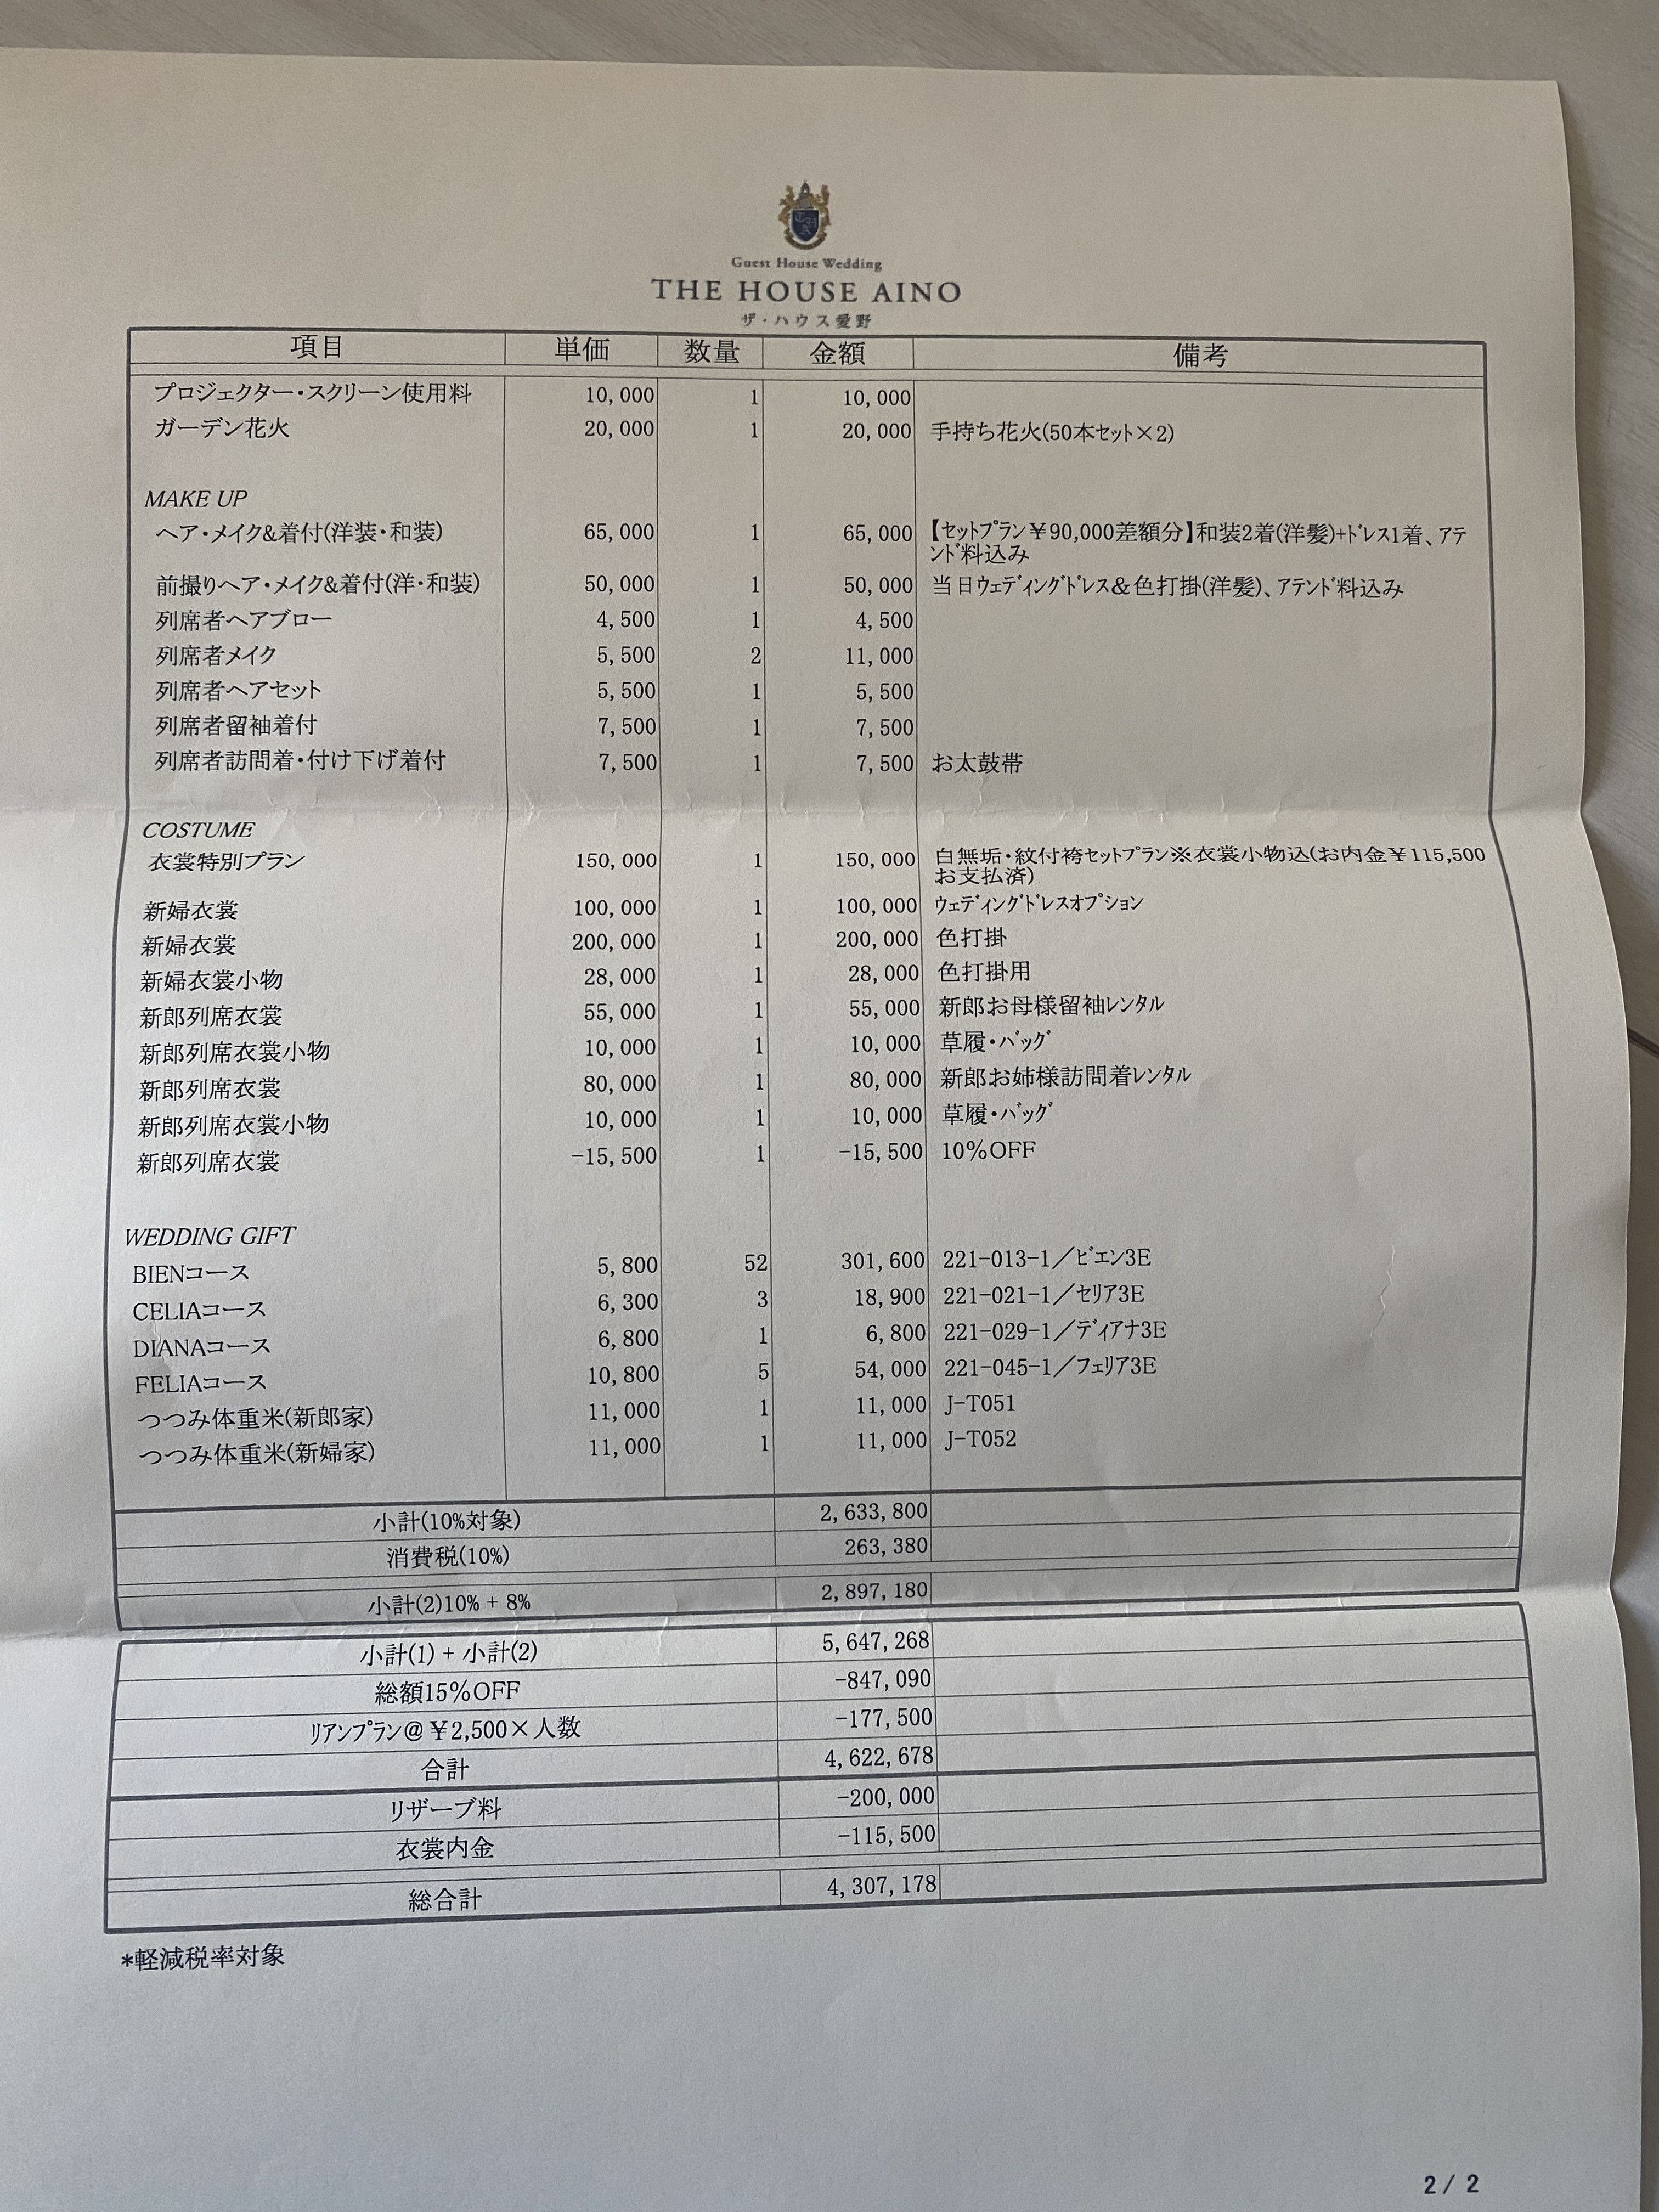 Guest House Wedding
THE HOUSE AINO
ザ・ハウス愛野
項目 単価 数量 金額 備考
プロジェクター・スクリーン使用料 10,000 1 10,000
ガーデン花火 20,000 1 20,000 手持ち花火(50本セット×2)
MAKE UP
ヘア・メイク&着付(洋装・和装) 65,000 1 65,000 【セットプラン￥90,000差額分】和装2着(洋髪)+ドレス1着、アテ
ンド料込み
前撮りヘア・メイク&着付(洋・和装) 50,000 1 50,000 当日ウェディングドレス＆色打掛(洋髪)、アテンド料込み
列席者ヘアブロー 4,500 1 4,500
列席者メイク 5,500 2 11,000
列席者ヘアセット 5,500 1 5,500
列席者留袖着付 7,500 1 7,500
列席者訪問着・付け下げ着付 7,500 1 7,500 お太鼓帯
COSTUME
衣裳特別プラン 150,000 1 150,000 白無垢・紋付袴セットプラン※衣裳小物込(お内金￥115,500
お支払済)
新婦衣裳 100,000 1 100,000 ウェディングドレスオプション
新婦衣裳 200,000 1 200,000 色打掛
新婦衣裳小物 28,000 1 28,000 色打掛用
新郎列席衣裳 55,000 1 55,000 新郎お母様留袖レンタル
新郎列席衣裳小物 10,000 1 10,000 草履・バッグ
新郎列席衣裳 80,000 1 80,000 新郎お姉様訪問着レンタル
新郎列席衣裳小物 10,000 1 10,000 草履・バッグ
新郎列席衣裳 -15,500 1 -15,500 10%OFF
WEDDING GIFT
BIENコース 5,800 52 301,600 221-013-1／ビエン3E
CELIAコース 6,300 3 18,900 221-021-1／セリア3E
DIANAコース 6,800 1 6,800 221-029-1／ディアナ3E
FELIAコース 10,800 5 54,000 221-045-1／フェリア3E
つつみ体重米(新郎家) 11,000 1 11,000 J-T051
つつみ体重米(新婦家) 11,000 1 11,000 J-T052
小計(10%対象) 2,633,800
消費税(10%) 263,380
小計(2)10% + 8% 2,897,180
小計(1) + 小計(2) 5,647,268
総額15%OFF -847,090
リアンプラン@￥2,500×人数 -177,500
合計 4,622,678
リザーブ料 -200,000
衣裳内金 -115,500
総合計 4,307,178
*軽減税率対象
2 / 2